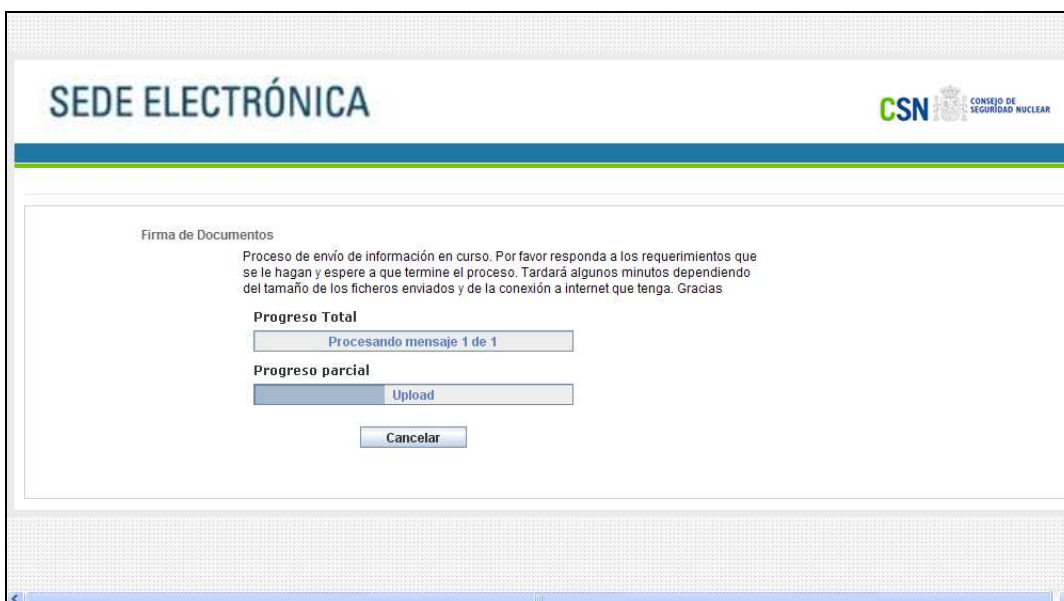 SEDE ELECTRÓNICA
CSN
CONSEJO DE
SEGURIDAD NUCLEAR
Firma de Documentos
Proceso de envío de información en curso. Por favor responda a los requerimientos que
se le hagan y espere a que termine el proceso. Tardará algunos minutos dependiendo
del tamaño de los ficheros enviados y de la conexión a internet que tenga. Gracias
Progreso Total
Procesando mensaje 1 de 1
Progreso parcial
Upload
Cancelar